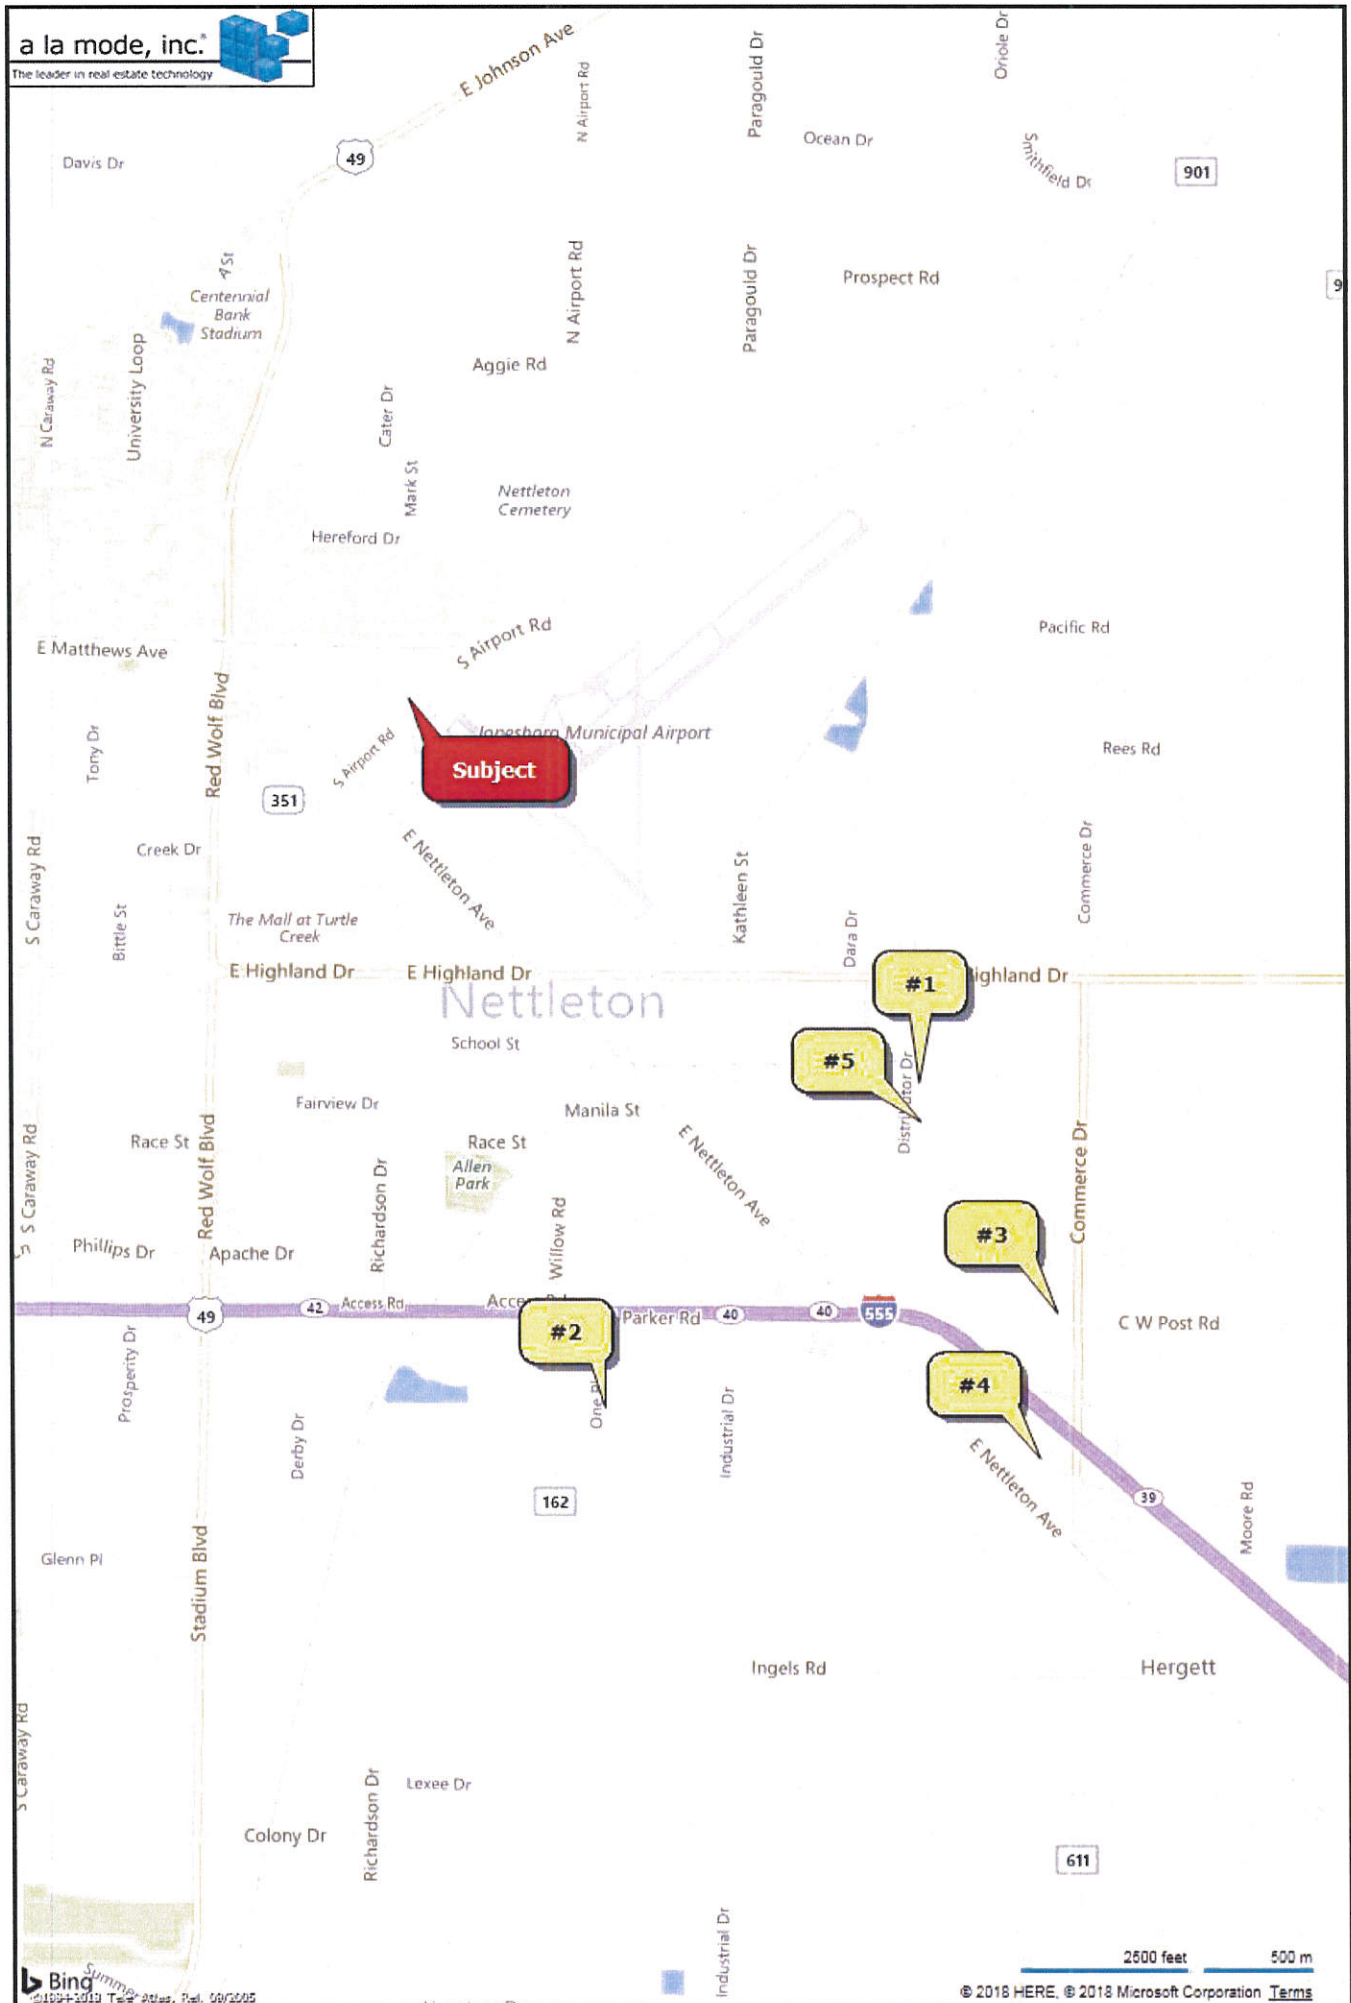 a la mode, inc.®
The leader in real estate technology
E Johnson Ave
N Airport Rd
Paragould Dr
Oriole Dr
Ocean Dr
Davis Dr
49
Smithfield Dr
901
A St
Centennial
Bank
Stadium
N Airport Rd
Paragould Dr
Prospect Rd
9
N Caraway Rd
University Loop
Aggie Rd
Cater Dr
Mark St
Nettleton
Cemetery
Hereford Dr
E Matthews Ave
S Airport Rd
Pacific Rd
Red Wolf Blvd
Tony Dr
S Airport Rd
Jonesboro Municipal Airport
Rees Rd
Subject
351
Creek Dr
S Caraway Rd
E Nettleton Ave
Kathleen St
Commerce Dr
Bittle St
The Mall at Turtle
Creek
Dara Dr
E Highland Dr
E Highland Dr
#1
ighland Dr
Nettleton
School St
#5
Fairview Dr
Manila St
Race St
S Caraway Rd
Red Wolf Blvd
Race St
Allen
Park
E Nettleton Ave
Commerce Dr
Richardson Dr
Willow Rd
#3
Phillips Dr
Apache Dr
49
42
Access Rd
#2
Parker Rd
40
40
555
C W Post Rd
Prosperity Dr
#4
One Pl
Industrial Dr
Derby Dr
E Nettleton Ave
162
39
Moore Rd
Glenn Pl
Stadium Blvd
Ingels Rd
Hergett
S Caraway Rd
Lexee Dr
Richardson Dr
Colony Dr
611
Industrial Dr
2500 feet
500 m
Bing
Summer
© 2018 HERE, © 2018 Microsoft Corporation Terms